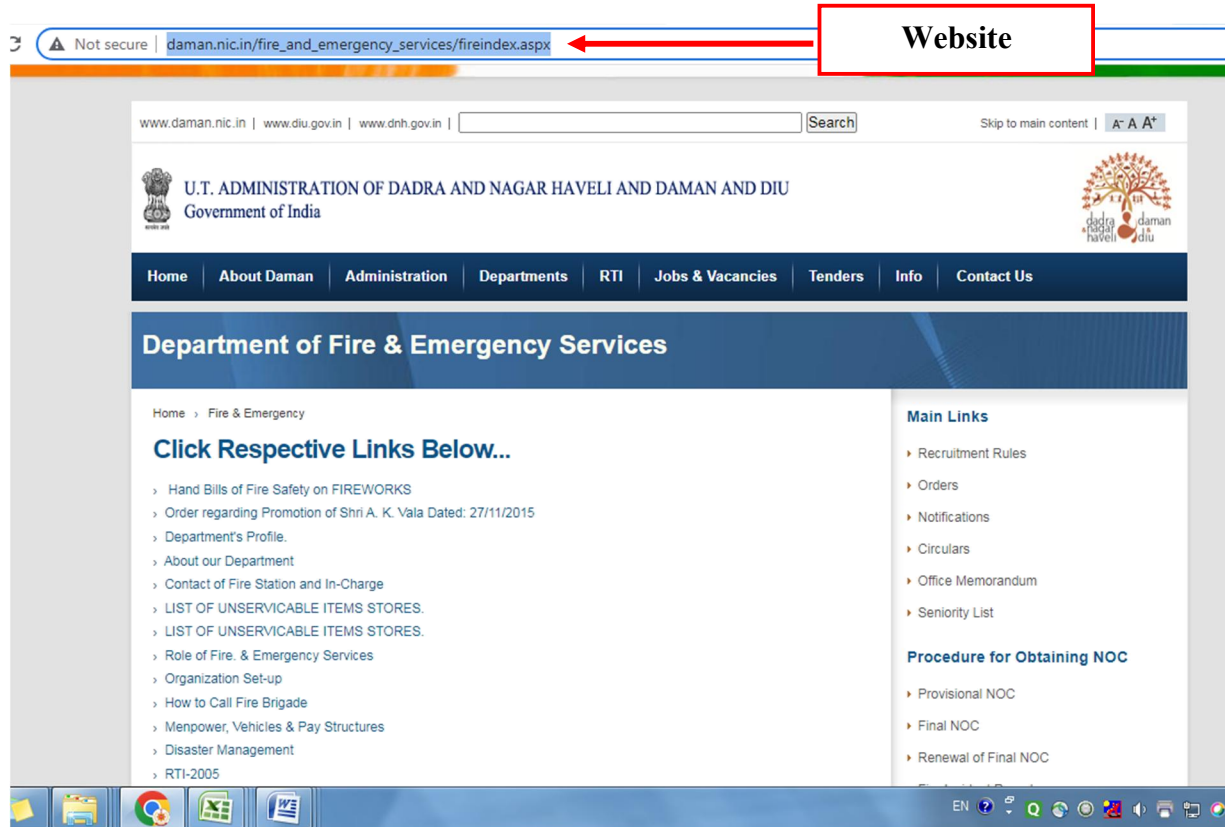 Website
Not secure | daman.nic.in/fire_and_emergency_services/fireindex.aspx
www.daman.nic.in | www.diu.gov.in | www.dnh.gov.in | Search Skip to main content | A- A A+
U.T. ADMINISTRATION OF DADRA AND NAGAR HAVELI AND DAMAN AND DIU
Government of India
dadra & nagar haveli daman & diu
Home About Daman Administration Departments RTI Jobs & Vacancies Tenders Info Contact Us
Department of Fire & Emergency Services
Home › Fire & Emergency
Click Respective Links Below...
› Hand Bills of Fire Safety on FIREWORKS
› Order regarding Promotion of Shri A. K. Vala Dated: 27/11/2015
› Department's Profile.
› About our Department
› Contact of Fire Station and In-Charge
› LIST OF UNSERVICABLE ITEMS STORES.
› LIST OF UNSERVICABLE ITEMS STORES.
› Role of Fire. & Emergency Services
› Organization Set-up
› How to Call Fire Brigade
› Menpower, Vehicles & Pay Structures
› Disaster Management
› RTI-2005
Main Links
Recruitment Rules
Orders
Notifications
Circulars
Office Memorandum
Seniority List
Procedure for Obtaining NOC
Provisional NOC
Final NOC
Renewal of Final NOC
EN